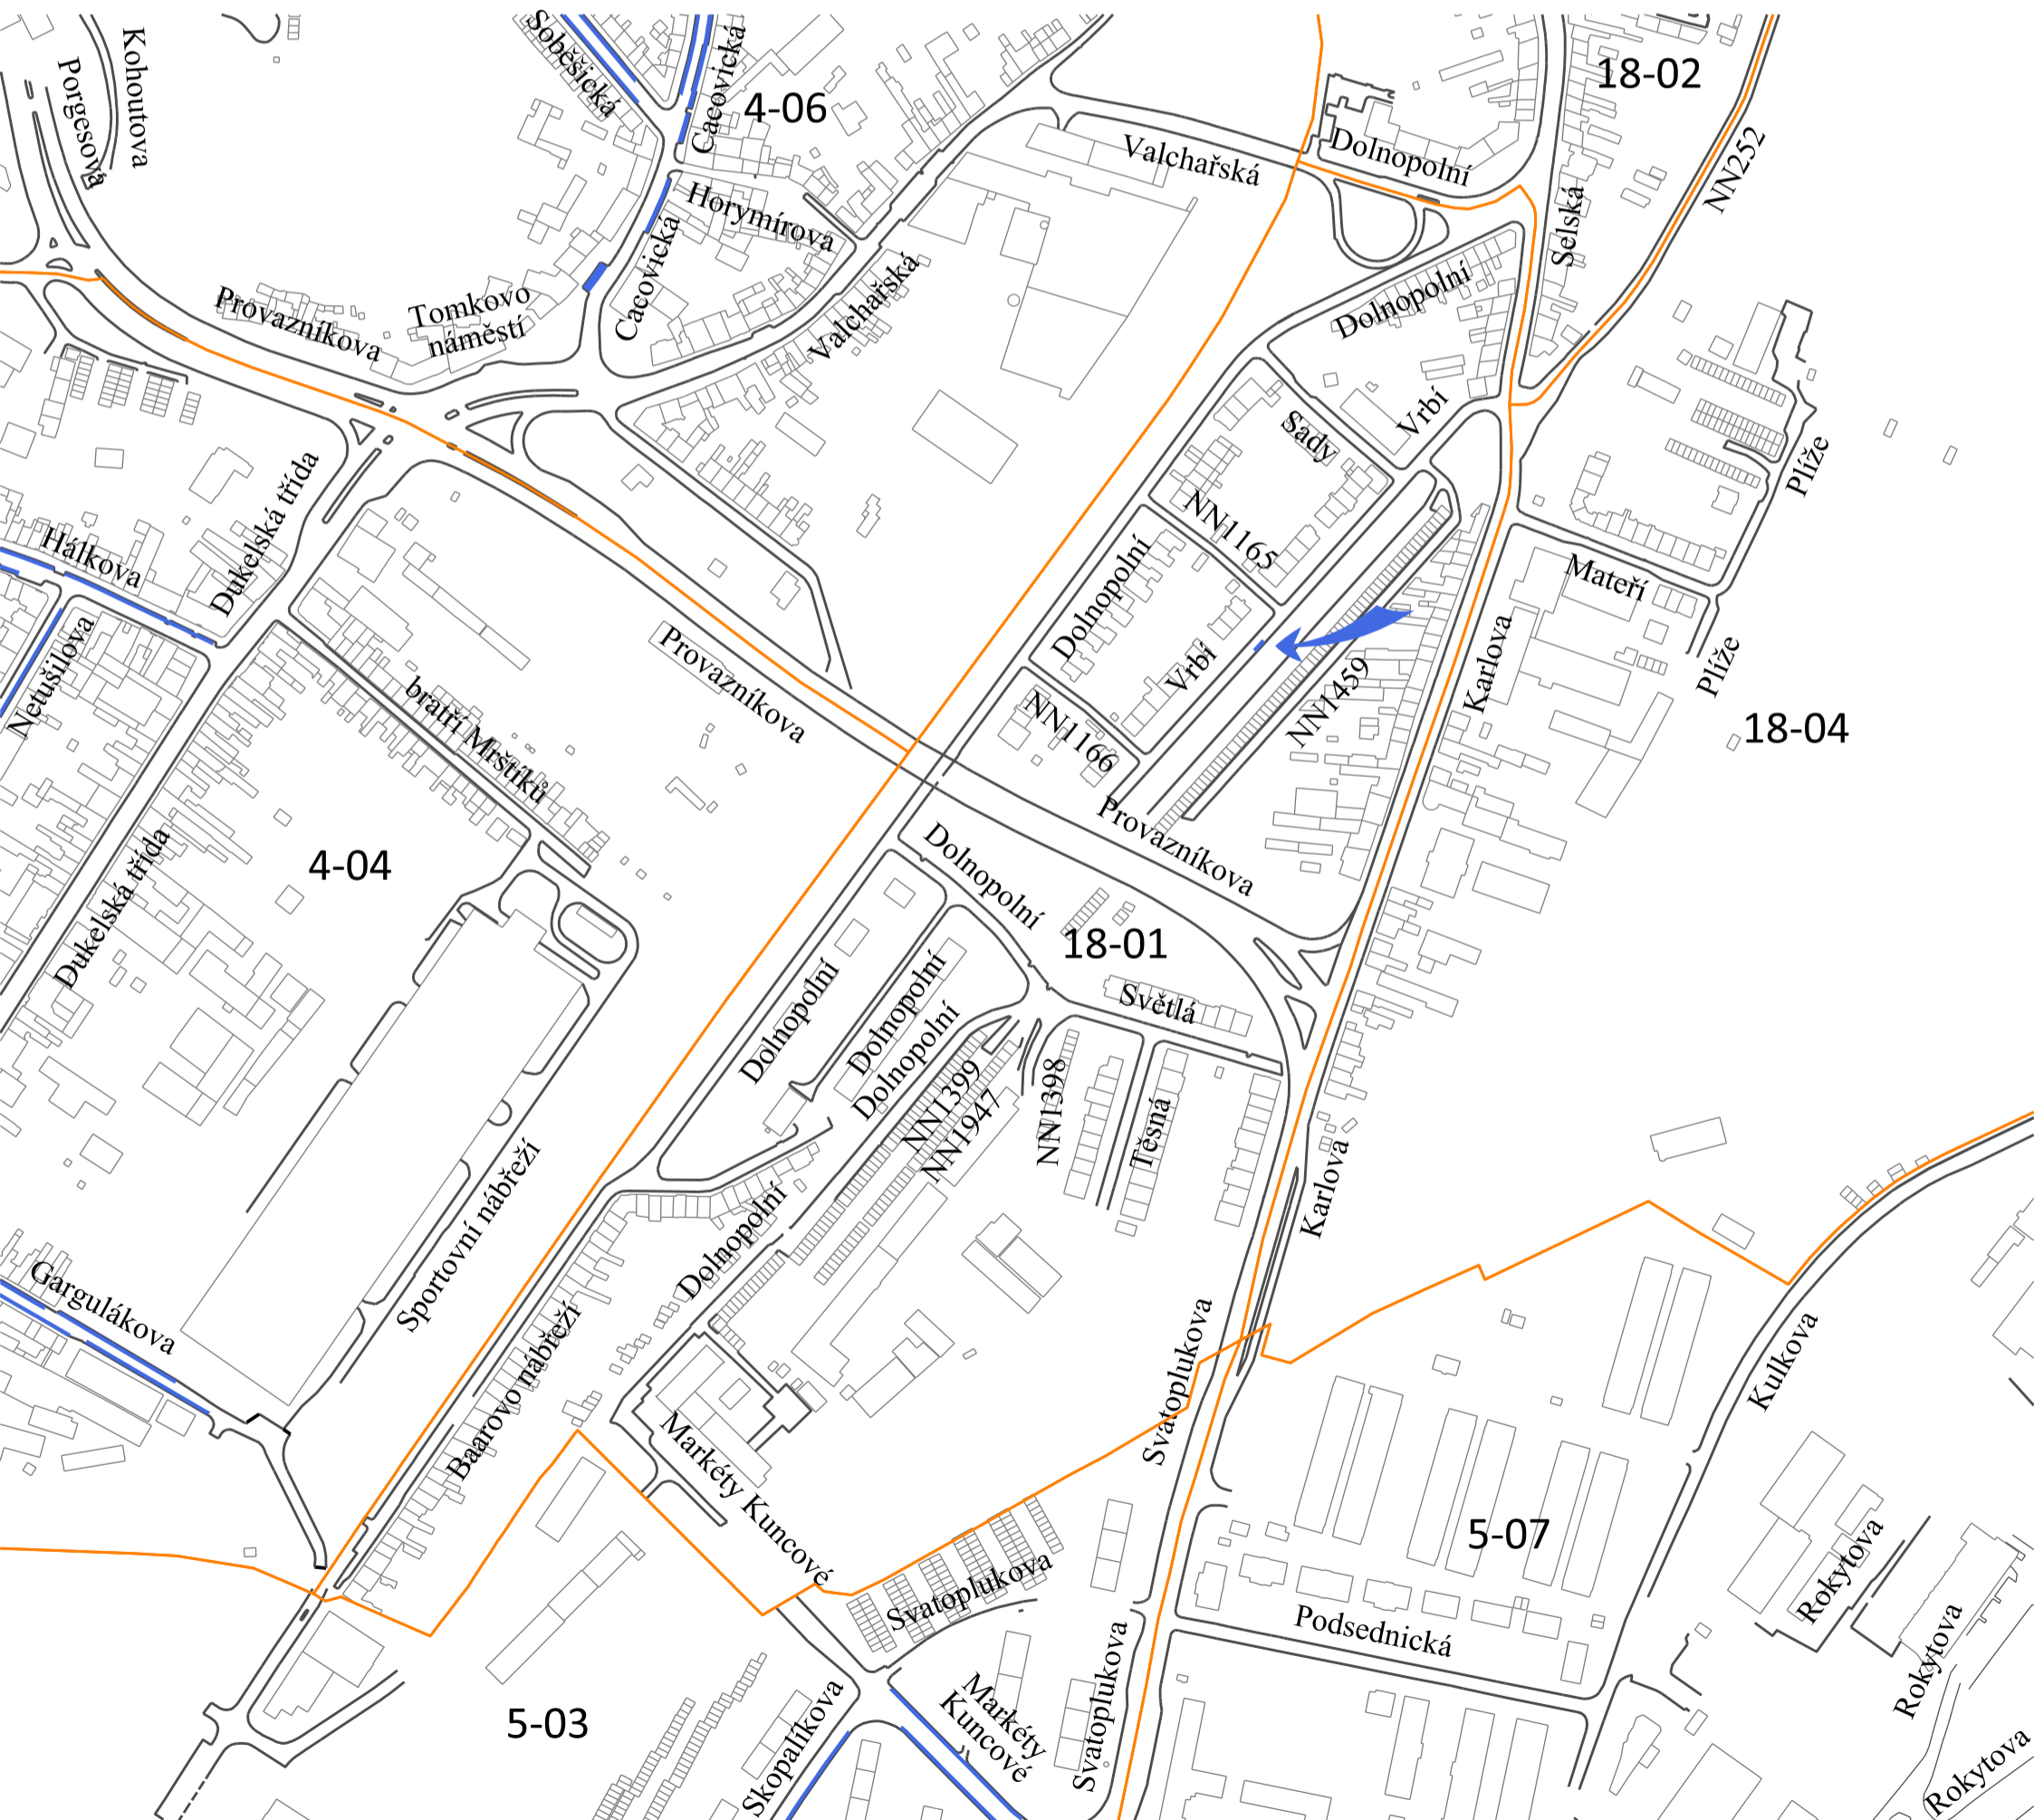 Kohoutova
Porgesova
Soběšická
Cacovická
4-06
18-02
Valchařská
Dolnopolní
NN252
Selská
Horymírova
Cacovická
Valchařská
Provazníkova
Tomkovo
náměstí
Dolnopolní
Vrbí
Sady
Plíže
Dukelská třída
Hálkova
NN1165
Dolnopolní
Mateří
Netušilova
Provazníkova
Vrbí
NN1459
Karlova
Plíže
bratří Mrštíků
NN1166
18-04
Provazníkova
4-04
Dolnopolní
Dukelská třída
18-01
Dolnopolní
Dolnopolní
Dolnopolní
Světlá
NN1399
NN1947
NN1398
Těsná
Karlova
Sportovní nábřeží
Dolnopolní
Gargulákova
Baarovo nábřeží
Svatoplukova
Kulkova
Markéty Kuncové
5-07
Rokytova
Svatoplukova
Podsednická
Rokytova
Svatoplukova
5-03
Skopalíkova
Markéty
Kuncové
Rokytova